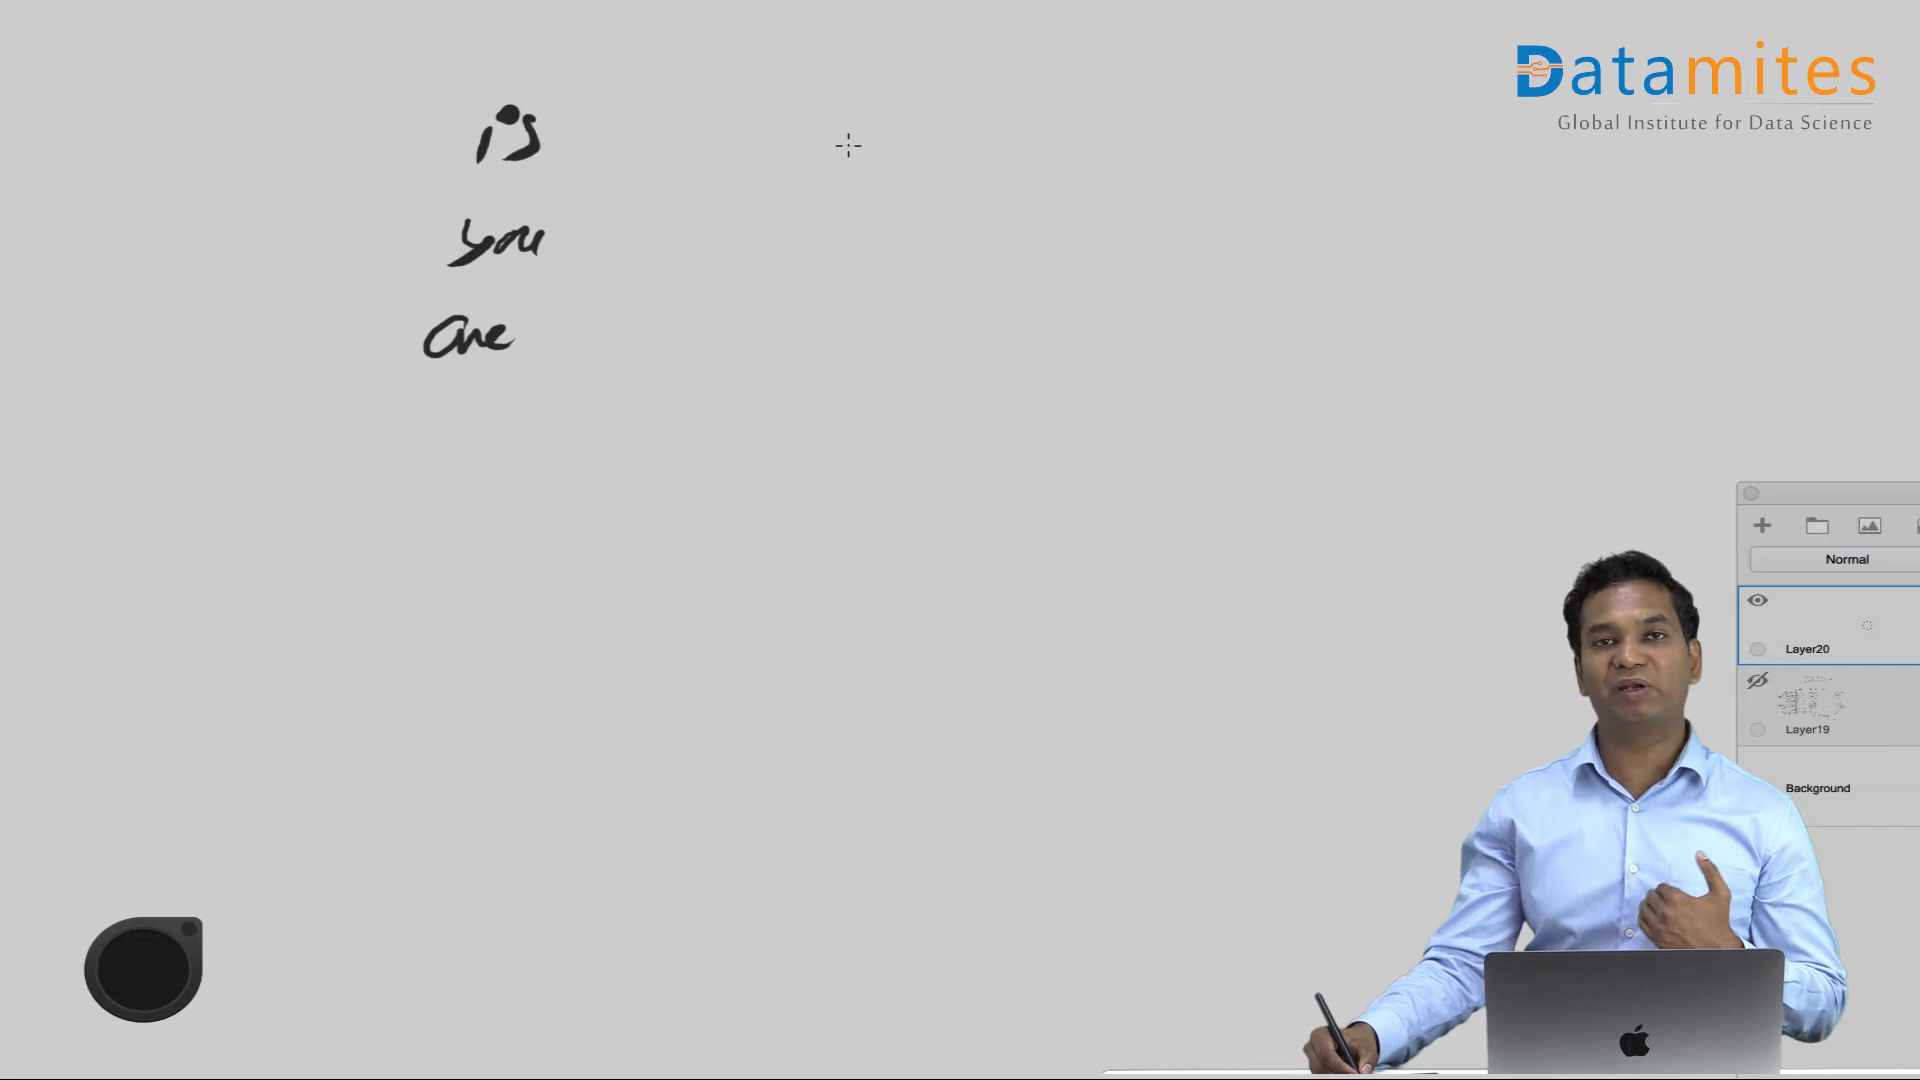 Datamites
Global Institute for Data Science
is
you
are
Normal
Layer20
Layer19
Background